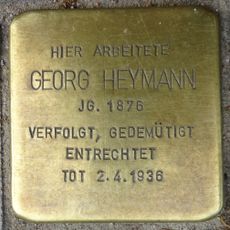 HIER ARBEITETE
GEORG HEYMANN
JG. 1876
VERFOLGT, GEDEMÜTIGT
ENTRECHTET
TOT 2.4.1936